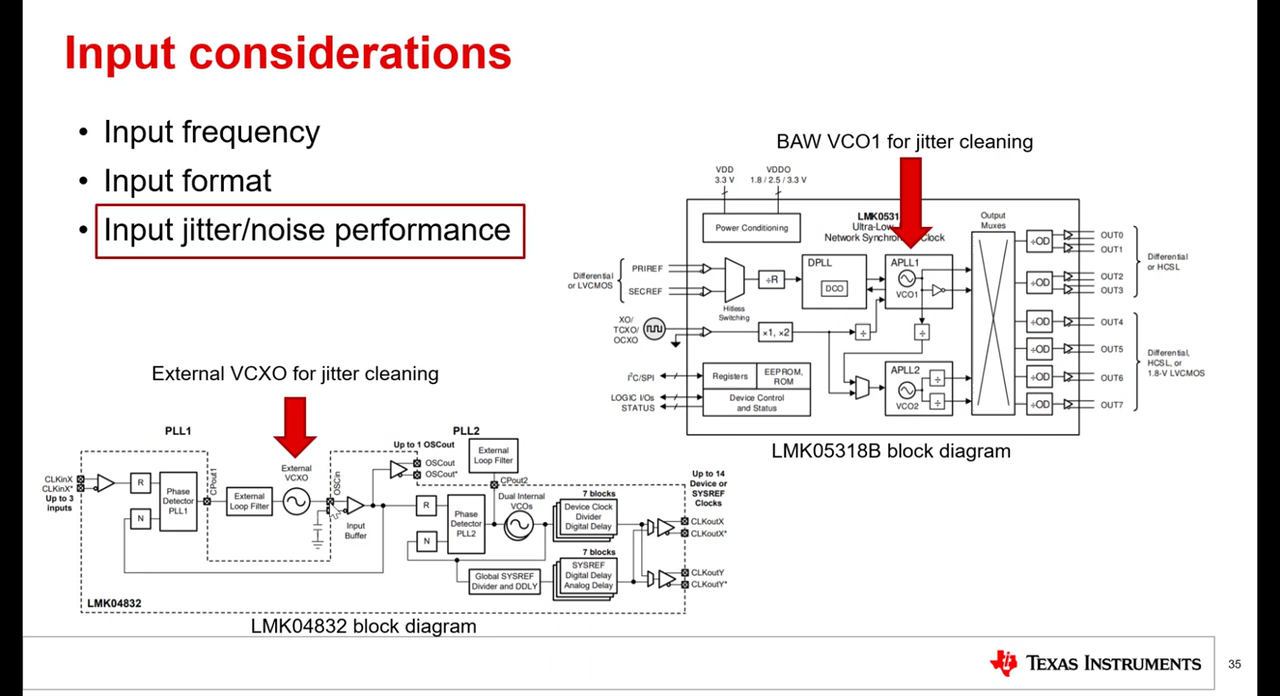 Input considerations
• Input frequency
• Input format
• Input jitter/noise performance
BAW VCO1 for jitter cleaning
VDD
3.3 V
VDDO
1.8 / 2.5 / 3.3 V
Power Conditioning
LMK0531
Ultra-Low
Network Synchro
Clock
Output
Muxes
Differential
or LVCMOS
PRIREF
SECREF
Hitless
Switching
÷R
DPLL
DCO
APLL1
VCO1
XO/
TCXO/
OCXO
x1, x2
÷
÷
I²C/SPI
LOGIC I/Os
STATUS
Registers
EEPROM,
ROM
Device Control
and Status
APLL2
VCO2
÷
÷
÷OD
÷OD
÷OD
÷OD
÷OD
÷OD
OUT0
OUT1
OUT2
OUT3
OUT4
OUT5
OUT6
OUT7
Differential
or HCSL
Differential,
HCSL, or
1.8-V LVCMOS
LMK05318B block diagram
External VCXO for jitter cleaning
PLL1
PLL2
CLKinX
CLKinX*
Up to 3
inputs
R
N
Phase
Detector
PLL1
CPout1
External
Loop Filter
External
VCXO
OSCin
Input
Buffer
Up to 1 OSCout
OSCout
OSCout*
External
Loop Filter
CPout2
R
N
Phase
Detector
PLL2
Dual Internal
VCOs
7 blocks
Device Clock
Divider
Digital Delay
7 blocks
SYSREF
Digital Delay
Analog Delay
Global SYSREF
Divider and DDLY
Up to 14
Device or
SYSREF
Clocks
CLKoutX
CLKoutX*
CLKoutY
CLKoutY*
LMK04832
LMK04832 block diagram
TEXAS INSTRUMENTS
35